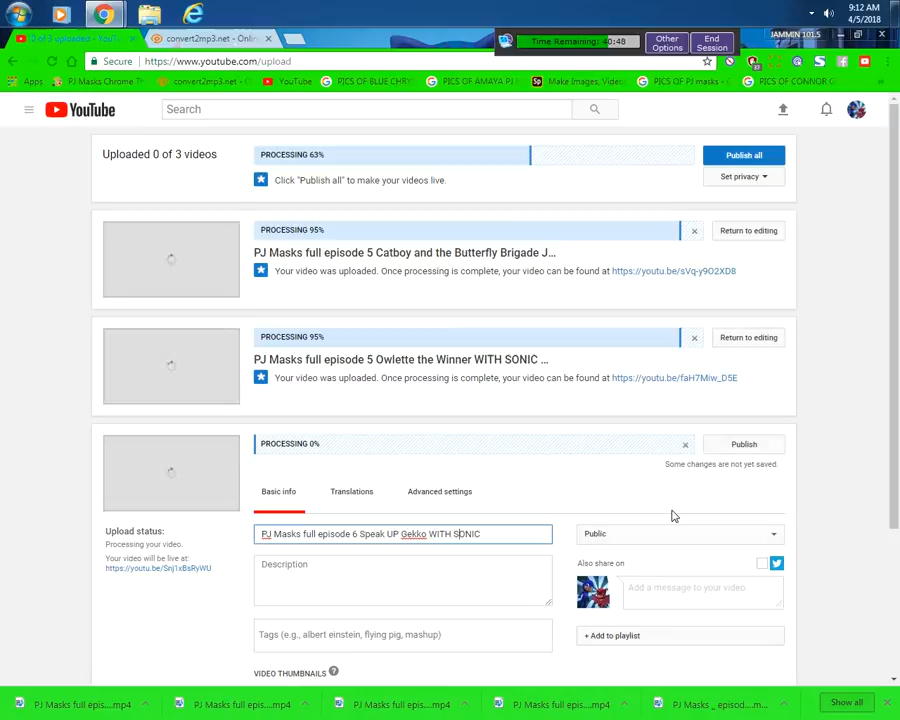 9:12 AM
4/5/2018
Time Remaining: 40:48
Other Options
End Session
JAMMIN 101.5
0 of 3 uploaded - YouT
convert2mp3.net - Onlin
Secure
https://www.youtube.com/upload
Apps
PJ Masks Chrome Th
convert2mp3.net -
YouTube
PICS OF BLUE CHRY
PICS OF AMAYA PJ
Make Images, Video
PICS OF PJ masks - G
PICS OF CONNOR
YouTube
Search
Uploaded 0 of 3 videos
PROCESSING 63%
Publish all
Click "Publish all" to make your videos live.
Set privacy
PROCESSING 95%
Return to editing
PJ Masks full episode 5 Catboy and the Butterfly Brigade J...
Your video was uploaded. Once processing is complete, your video can be found at https://youtu.be/sVq-y9O2XD8
PROCESSING 95%
Return to editing
PJ Masks full episode 5 Owlette the Winner WITH SONIC ...
Your video was uploaded. Once processing is complete, your video can be found at https://youtu.be/faH7Miw_D5E
PROCESSING 0%
Publish
Some changes are not yet saved.
Basic info
Translations
Advanced settings
Upload status:
Processing your video.
Your video will be live at:
https://youtu.be/Snj1xBsRyWU
PJ Masks full episode 6 Speak UP Gekko WITH SONIC
Public
Description
Also share on
Add a message to your video
Tags (e.g., albert einstein, flying pig, mashup)
+ Add to playlist
VIDEO THUMBNAILS ?
PJ Masks full epis....mp4
PJ Masks full epis....mp4
PJ Masks full epis....mp4
PJ Masks full epis....mp4
PJ Masks _ episod....m...
Show all